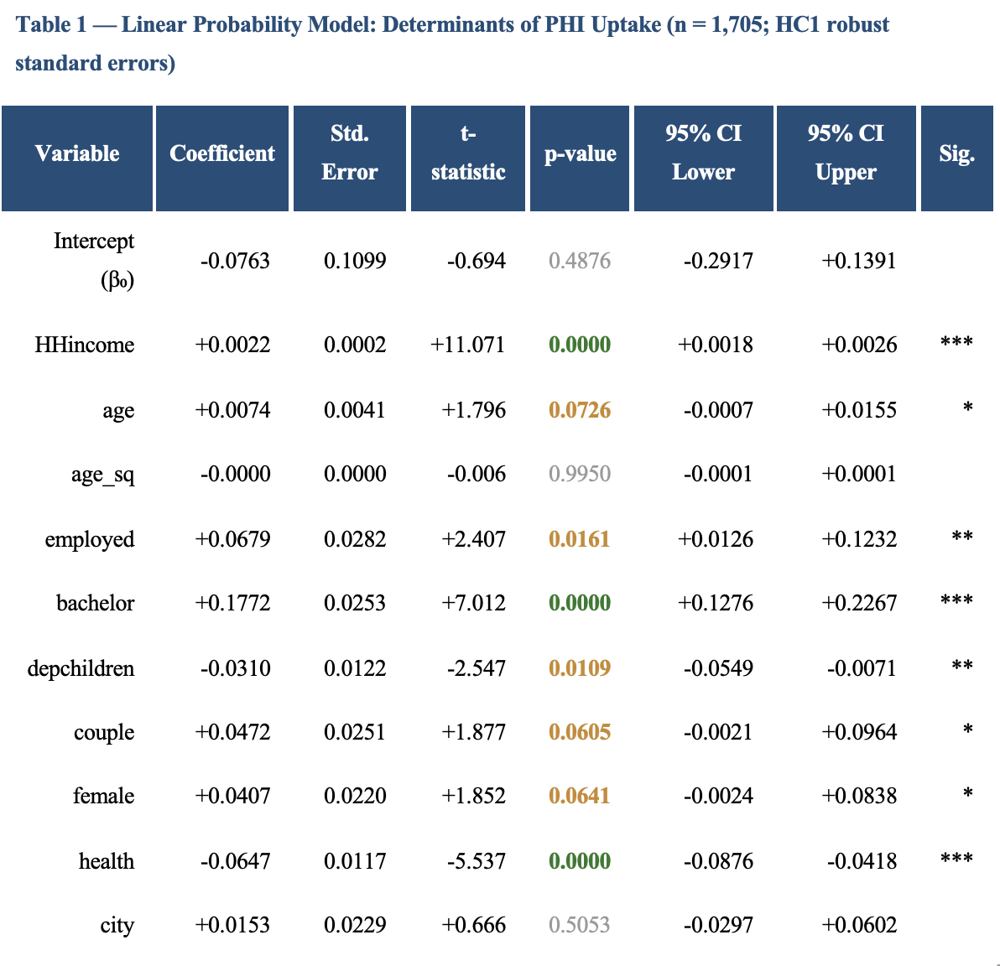 Table 1 — Linear Probability Model: Determinants of PHI Uptake (n = 1,705; HC1 robust
standard errors)
Variable Coefficient Std. Error t-statistic p-value 95% CI Lower 95% CI Upper Sig.
Intercept (β₀) -0.0763 0.1099 -0.694 0.4876 -0.2917 +0.1391
HHincome +0.0022 0.0002 +11.071 0.0000 +0.0018 +0.0026 ***
age +0.0074 0.0041 +1.796 0.0726 -0.0007 +0.0155 *
age_sq -0.0000 0.0000 -0.006 0.9950 -0.0001 +0.0001
employed +0.0679 0.0282 +2.407 0.0161 +0.0126 +0.1232 **
bachelor +0.1772 0.0253 +7.012 0.0000 +0.1276 +0.2267 ***
depchildren -0.0310 0.0122 -2.547 0.0109 -0.0549 -0.0071 **
couple +0.0472 0.0251 +1.877 0.0605 -0.0021 +0.0964 *
female +0.0407 0.0220 +1.852 0.0641 -0.0024 +0.0838 *
health -0.0647 0.0117 -5.537 0.0000 -0.0876 -0.0418 ***
city +0.0153 0.0229 +0.666 0.5053 -0.0297 +0.0602